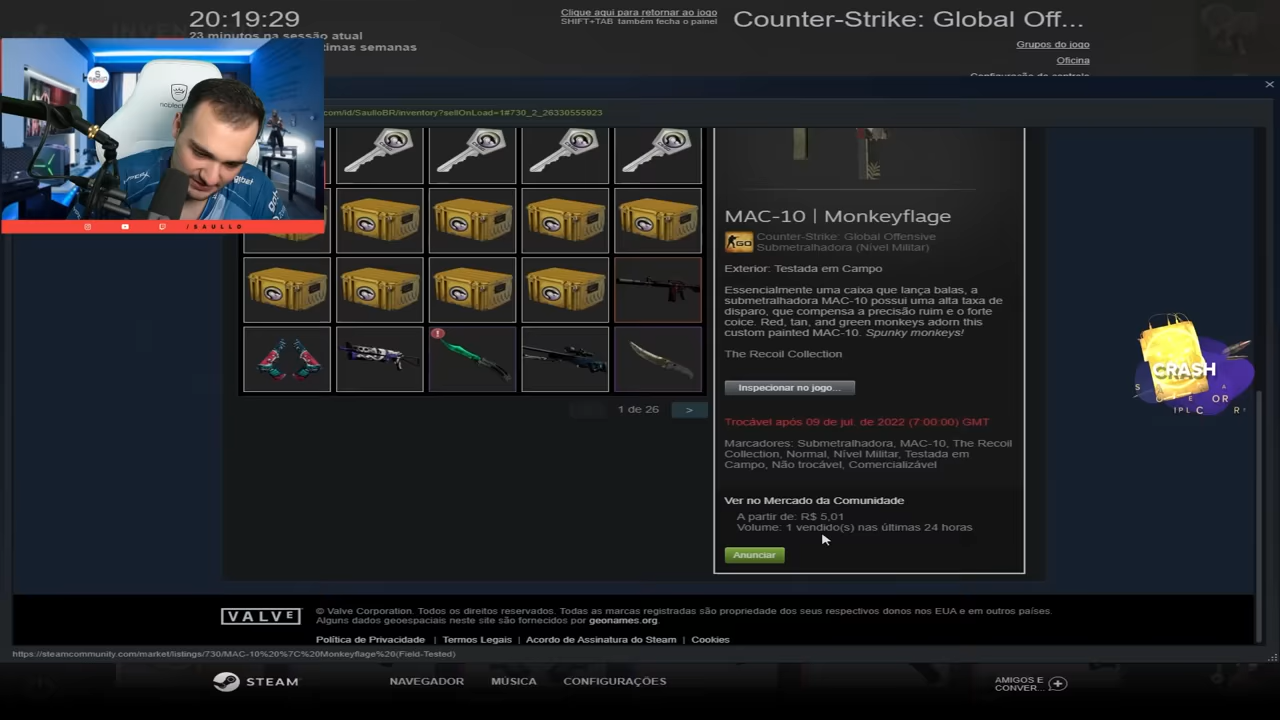 20:19:29
23 minutos na sessão atual
ximas semanas
Clique aqui para retornar ao jogo
SHIFT+TAB também fecha o painel
Counter-Strike: Global Off...
Grupos do jogo
Oficina
Configuração do controle
com/id/SaulloBR/inventory?sellOnLoad=1#730_2_26330555923
/SAULLO
MAC-10 | Monkeyflage
Counter-Strike: Global Offensive
Submetralhadora (Nível Militar)
Exterior: Testada em Campo
Essencialmente uma caixa que lança balas, a
submetralhadora MAC-10 possui uma alta taxa de
disparo, que compensa a precisão ruim e o forte
coice. Red, tan, and green monkeys adorn this
custom painted MAC-10. Spunky monkeys!
The Recoil Collection
Inspecionar no jogo...
1 de 26
>
Trocável após 09 de jul. de 2022 (7:00:00) GMT
Marcadores: Submetralhadora, MAC-10, The Recoil
Collection, Normal, Nível Militar, Testada em
Campo, Não trocável, Comercializável
Ver no Mercado da Comunidade
A partir de: R$ 5,01
Volume: 1 vendido(s) nas últimas 24 horas
Anunciar
CRASH
VALVE
© Valve Corporation. Todos os direitos reservados. Todas as marcas registradas são propriedade dos seus respectivos donos nos EUA e em outros países.
Alguns dados geoespaciais neste site são fornecidos por geonames.org.
Política de Privacidade | Termos Legais | Acordo de Assinatura do Steam | Cookies
https://steamcommunity.com/market/listings/730/MAC-10%20%7C%20Monkeyflage%20(Field-Tested)
STEAM
NAVEGADOR
MÚSICA
CONFIGURAÇÕES
AMIGOS E
CONVER...